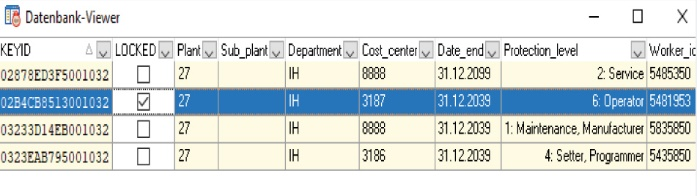 Datenbank-Viewer
KEYID LOCKED Plant Sub_plant Department Cost_center Date_end Protection_level Worker_ic
02878ED3F5001032 27 IH 8888 31.12.2099 2: Service 5485350
02B4CB8513001032 27 IH 3187 31.12.2039 6: Operator 5481953
03233D14EB001032 27 IH 8888 31.12.2039 1: Maintenance, Manufacturer 5835850
0323EAB795001032 27 IH 3186 31.12.2039 4: Setter, Programmer 5435850